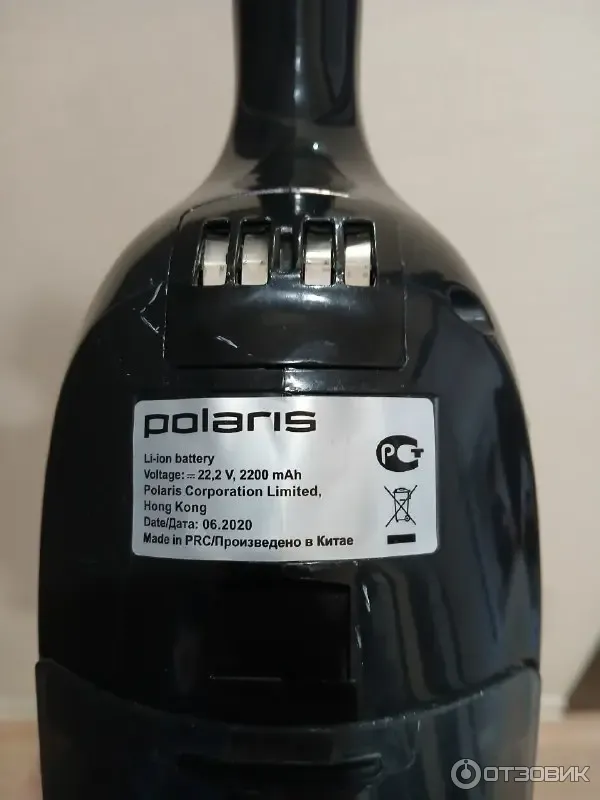 polaris
Li-ion battery
Voltage: ⎓ 22,2 V, 2200 mAh
Polaris Corporation Limited,
Hong Kong
Date/Дата: 06.2020
Made in PRC/Произведено в Китае
РСТ
ОТЗОВИК